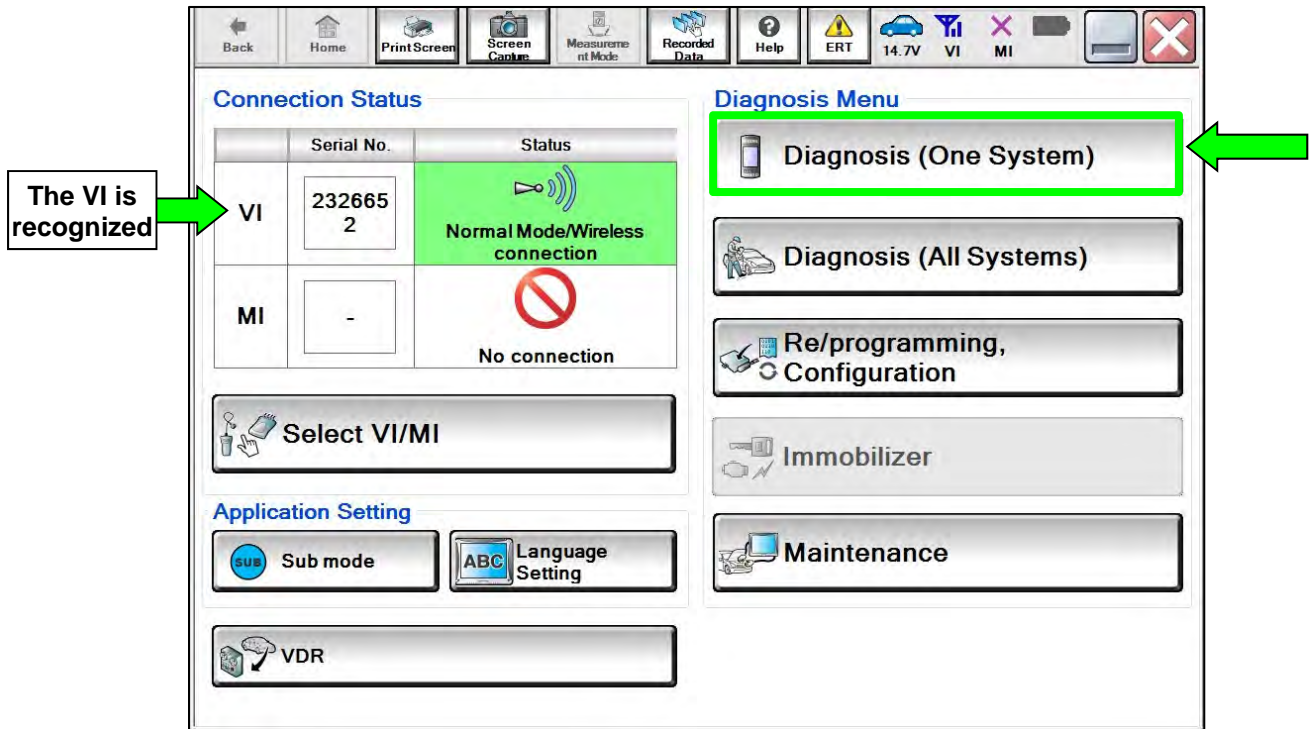 Back
Home
Print Screen
Screen
Capture
Measureme
nt Mode
Recorded
Data
Help
ERT
14.7V
VI
MI
Connection Status
Serial No.
Status
VI
232665
2
Normal Mode/Wireless
connection
MI
-
No connection
Select VI/MI
Application Setting
SUB
Sub mode
ABC
Language
Setting
VDR
Diagnosis Menu
Diagnosis (One System)
Diagnosis (All Systems)
Re/programming,
Configuration
Immobilizer
Maintenance
The VI is
recognized